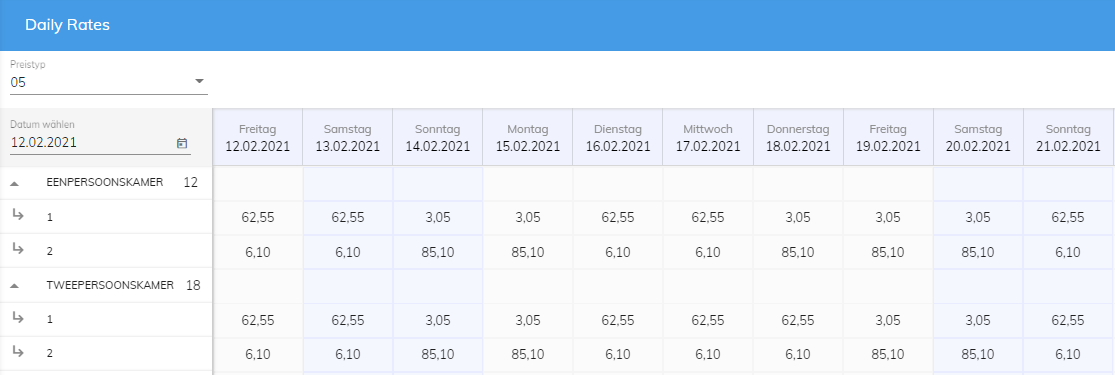 Daily Rates
Preistyp
05
Datum wählen
12.02.2021
Freitag Samstag Sonntag Montag Dienstag Mittwoch Donnerstag Freitag Samstag Sonntag
12.02.2021 13.02.2021 14.02.2021 15.02.2021 16.02.2021 17.02.2021 18.02.2021 19.02.2021 20.02.2021 21.02.2021
EENPERSOONSKAMER 12
1 62,55 62,55 3,05 3,05 62,55 62,55 3,05 3,05 3,05 62,55
2 6,10 6,10 85,10 85,10 6,10 6,10 85,10 85,10 85,10 6,10
TWEEPERSOONSKAMER 18
1 62,55 62,55 3,05 3,05 62,55 62,55 62,55 3,05 3,05 62,55
2 6,10 6,10 85,10 85,10 6,10 6,10 6,10 85,10 85,10 6,10